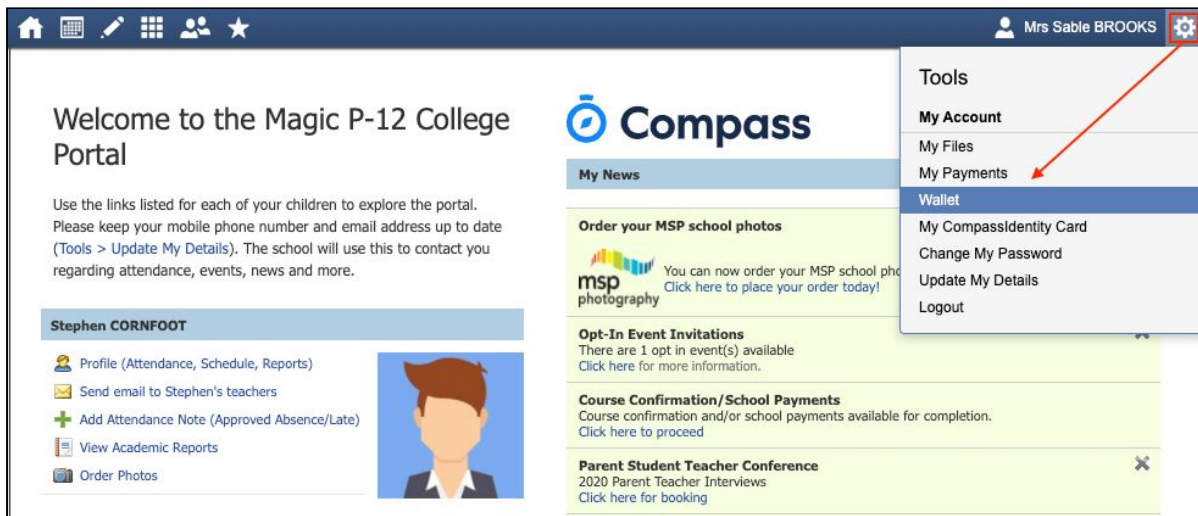 Mrs Sable BROOKS
Welcome to the Magic P-12 College
Portal
Use the links listed for each of your children to explore the portal.
Please keep your mobile phone number and email address up to date
(Tools > Update My Details). The school will use this to contact you
regarding attendance, events, news and more.
Stephen CORNFOOT
Profile (Attendance, Schedule, Reports)
Send email to Stephen's teachers
Add Attendance Note (Approved Absence/Late)
View Academic Reports
Order Photos
Compass
My News
Order your MSP school photos
msp
photography
You can now order your MSP school
Click here to place your order today!
Opt-In Event Invitations
There are 1 opt in event(s) available
Click here for more information.
Course Confirmation/School Payments
Course confirmation and/or school payments available for completion.
Click here to proceed
Parent Student Teacher Conference
2020 Parent Teacher Interviews
Click here for booking
Tools
My Account
My Files
My Payments
Wallet
My CompassIdentity Card
Change My Password
Update My Details
Logout